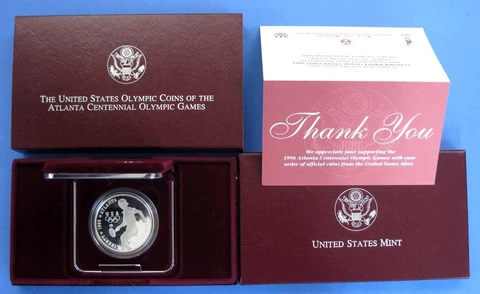 THE UNITED STATES OLYMPIC COINS OF THE
ATLANTA CENTENNIAL OLYMPIC GAMES
Thank You
We appreciate your supporting the
1996 Atlanta Centennial Olympic Games with your
order of official coins from the United States Mint
USA
UNITED STATES MINT